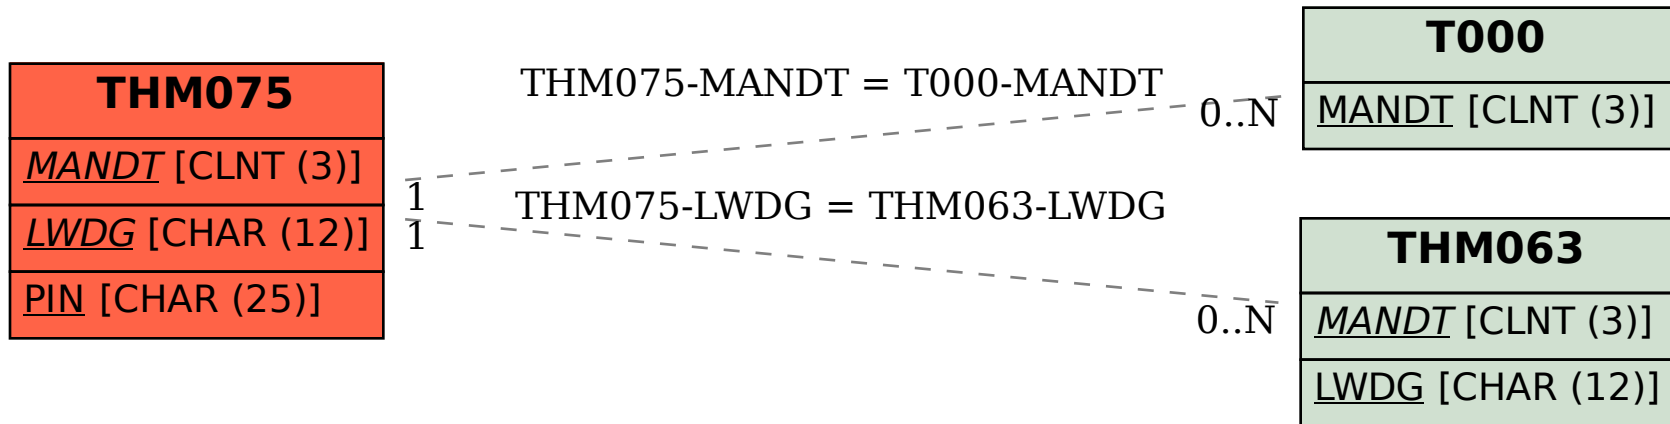 THM075
MANDT [CLNT (3)]
LWDG [CHAR (12)]
PIN [CHAR (25)]
THM075-MANDT = T000-MANDT
0..N
1
THM075-LWDG = THM063-LWDG
1
0..N
T000
MANDT [CLNT (3)]
THM063
MANDT [CLNT (3)]
LWDG [CHAR (12)]